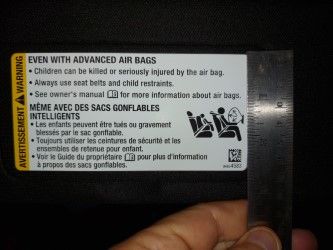 AVERTISSEMENT ⚠ WARNING
EVEN WITH ADVANCED AIR BAGS
• Children can be killed or seriously injured by the air bag.
• Always use seat belts and child restraints.
• See owner's manual for more information about air bags.
MÊME AVEC DES SACS GONFLABLES
INTELLIGENTS
• Les enfants peuvent être tués ou gravement
blessés par le sac gonflable.
• Toujours utiliser les ceintures de sécurité et les
ensembles de retenue pour enfant.
• Voir le Guide du propriétaire pour plus d'information
à propos des sacs gonflables.